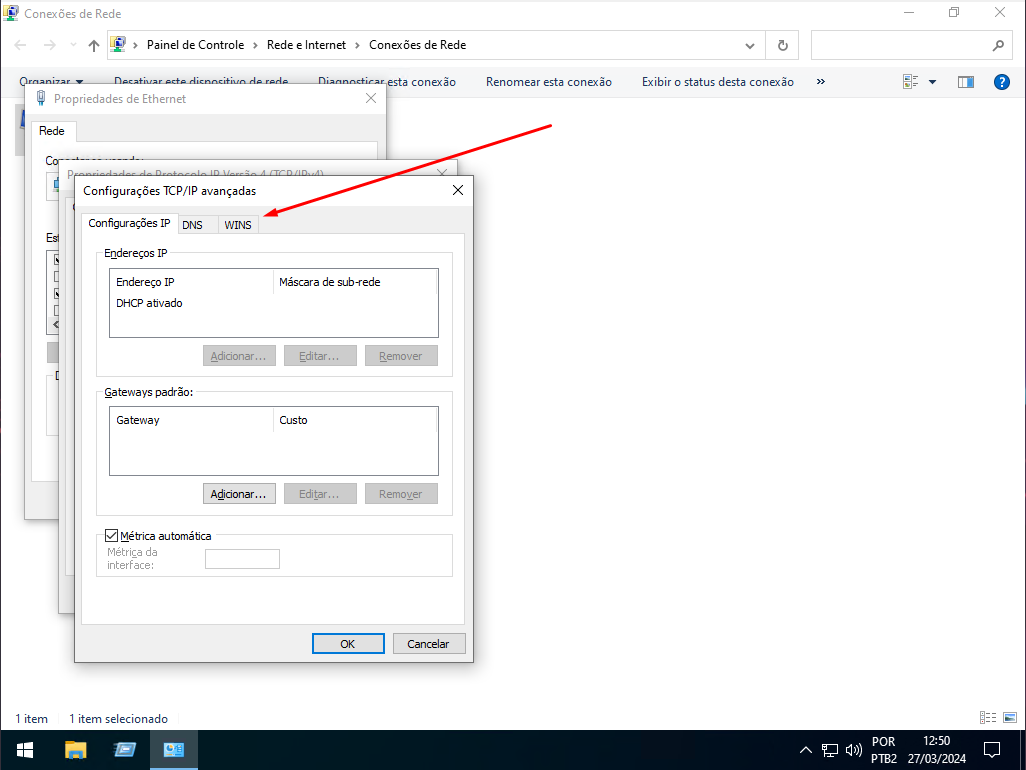 Conexões de Rede
Painel de Controle > Rede e Internet > Conexões de Rede
Organizar Desativar este dispositivo de rede Diagnosticar esta conexão Renomear esta conexão Exibir o status desta conexão »
Propriedades de Ethernet
Rede
Conectar-se usando:
Propriedades de Protocolo IP Versão 4 (TCP/IPv4)
Configurações TCP/IP avançadas
Configurações IP DNS WINS
Endereços IP
Endereço IP Máscara de sub-rede
DHCP ativado
Adicionar... Editar... Remover
Gateways padrão:
Gateway Custo
Adicionar... Editar... Remover
Métrica automática
Métrica da
interface:
OK Cancelar
1 item 1 item selecionado
POR 12:50
PTB2 27/03/2024